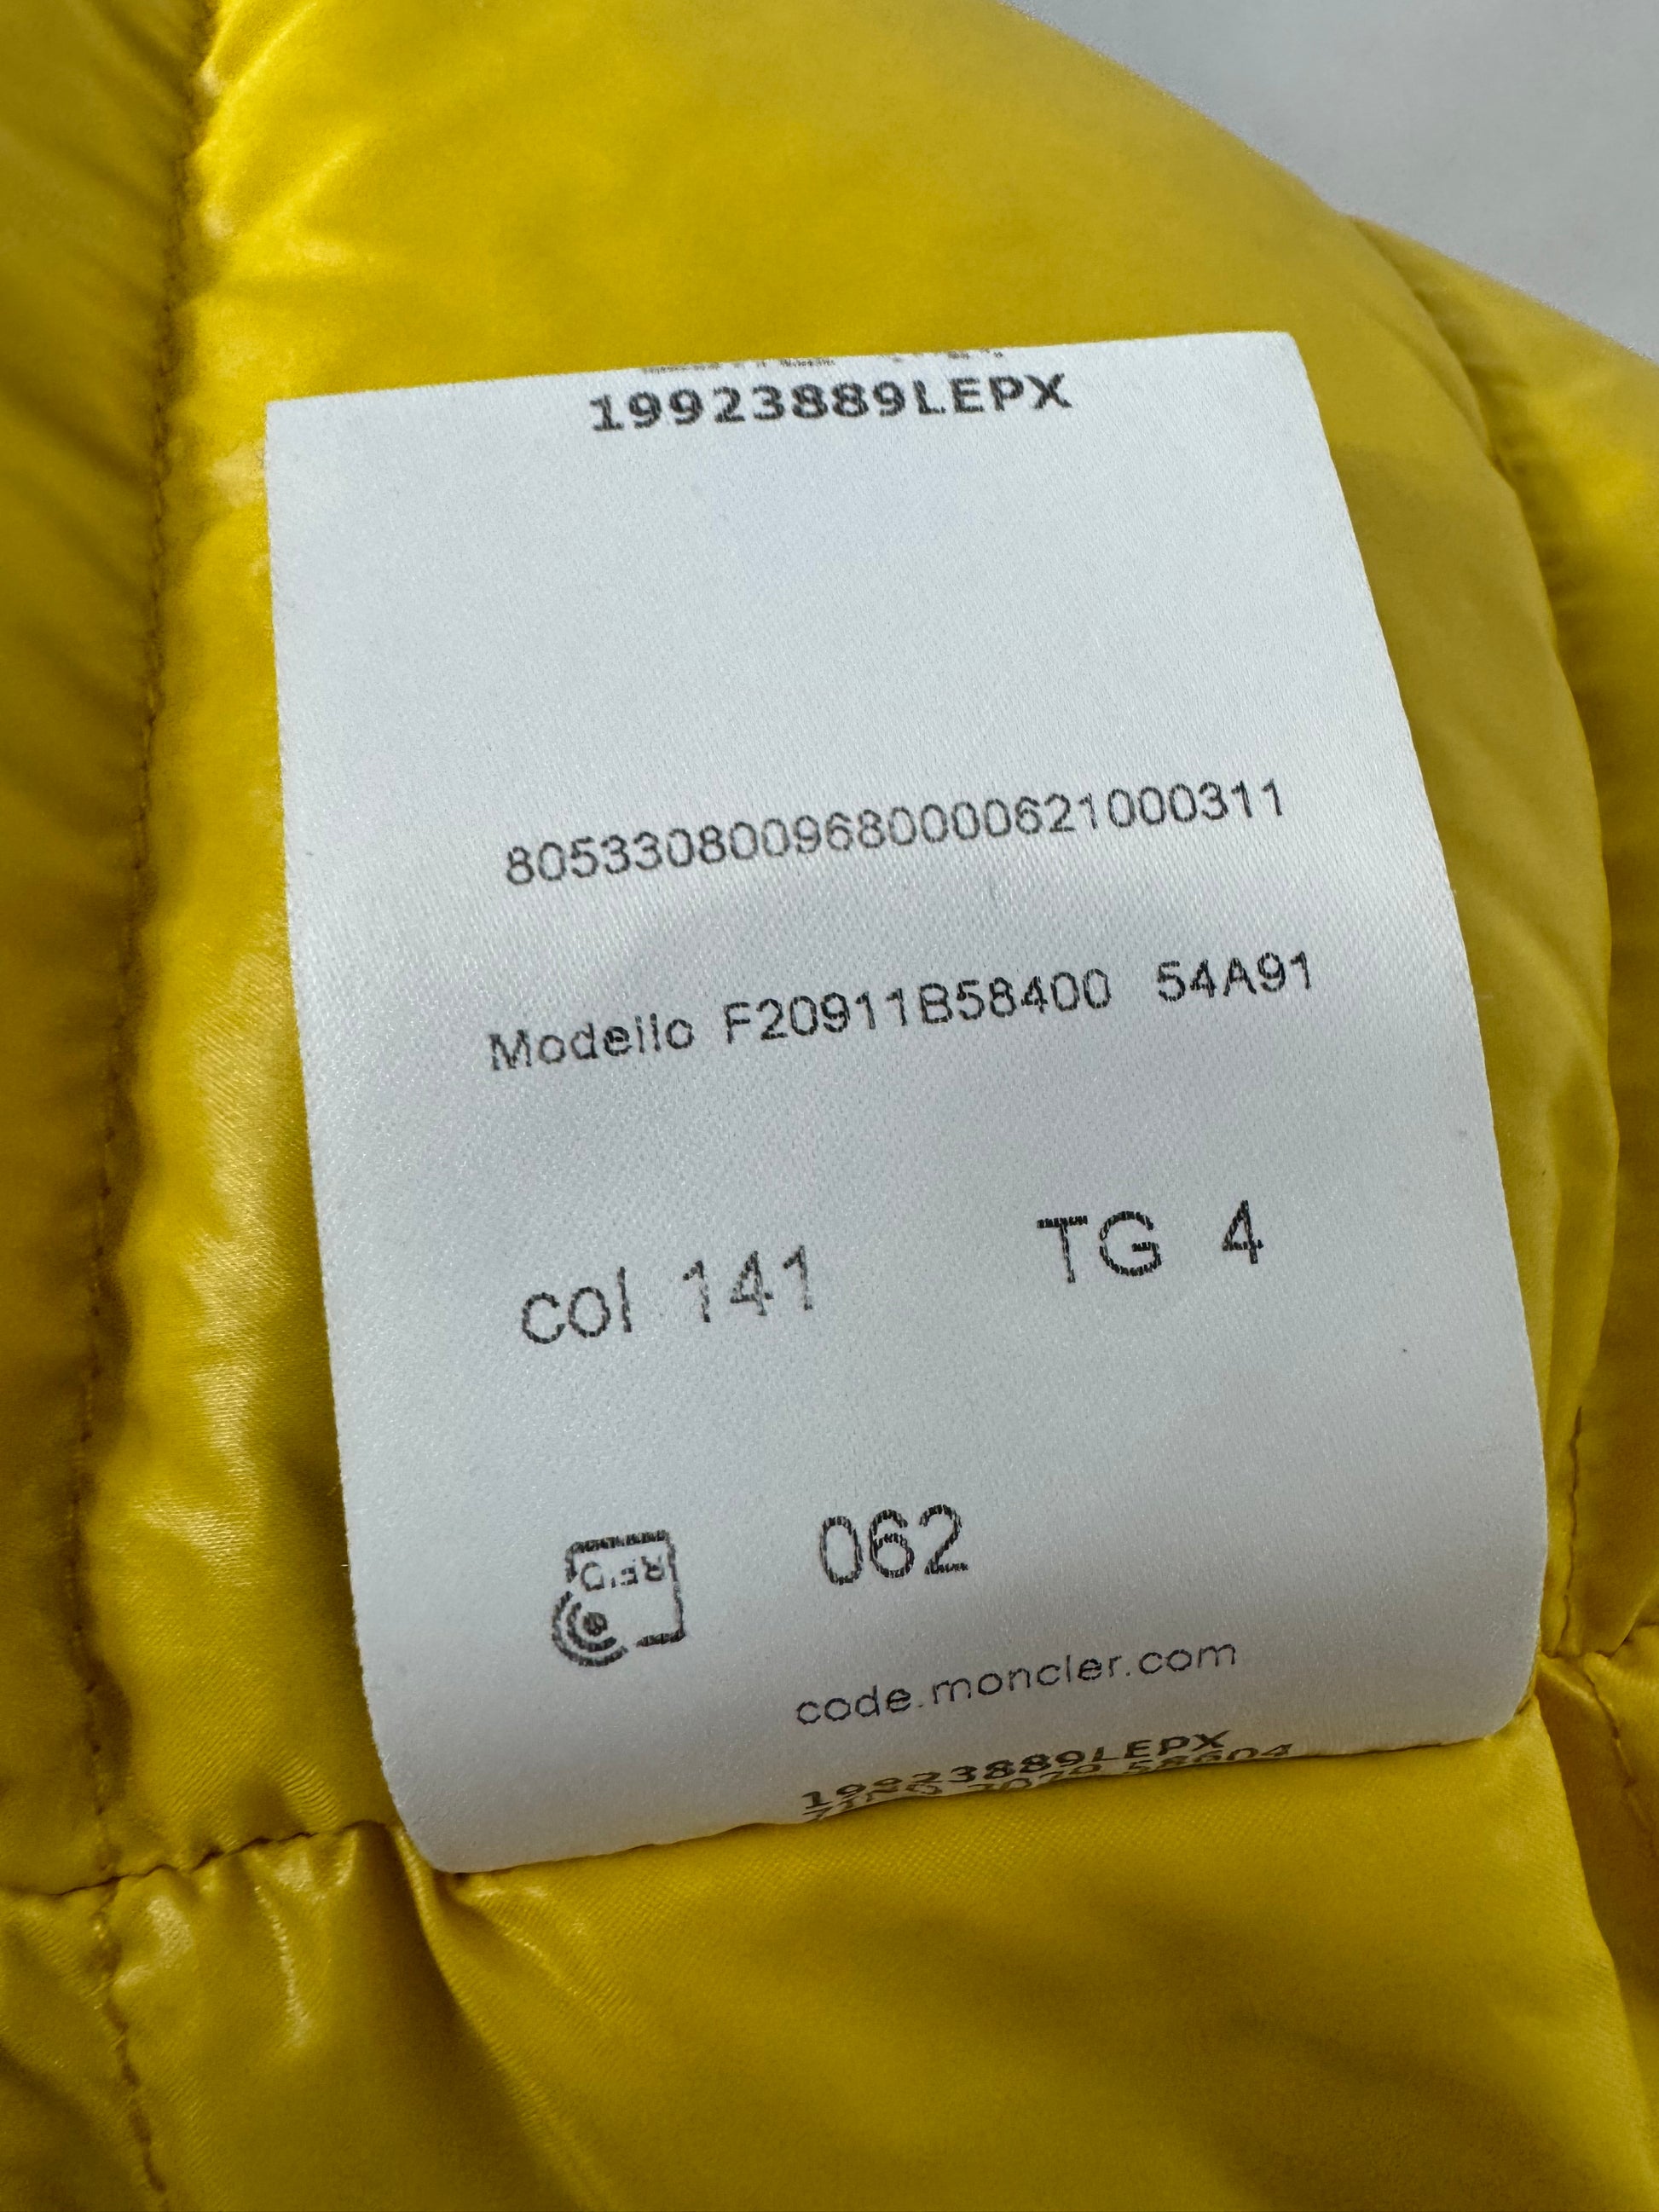 19923889LEPX
8053308009680000621000311
Modello F20911B58400 54A91
col 141 TG 4
RFID 062
code.moncler.com
19923889LEPX